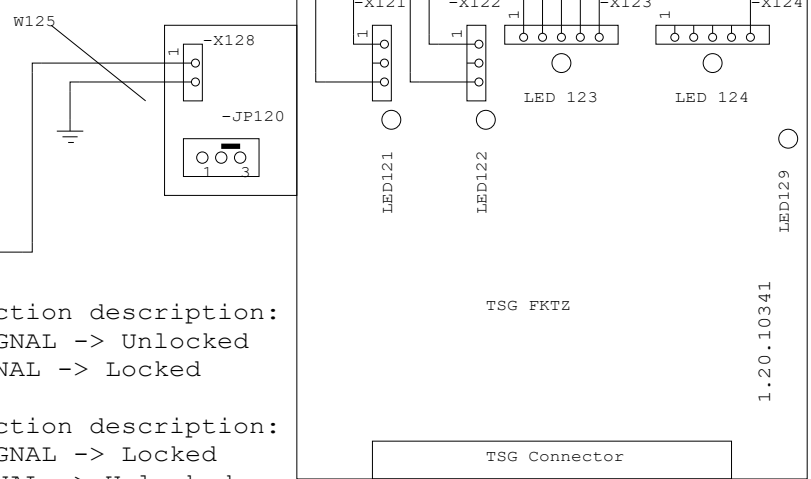 -X121
-X122
-X123
-X124
W125
-X128
1
1
1
1
1
LED 123
LED 124
-JP120
1 3
LED121
LED122
LED129
ction description:
TSG FKTZ
GNAL -> Unlocked
NAL -> Locked
1.20.10341
ction description:
GNAL -> Locked
TSG Connector